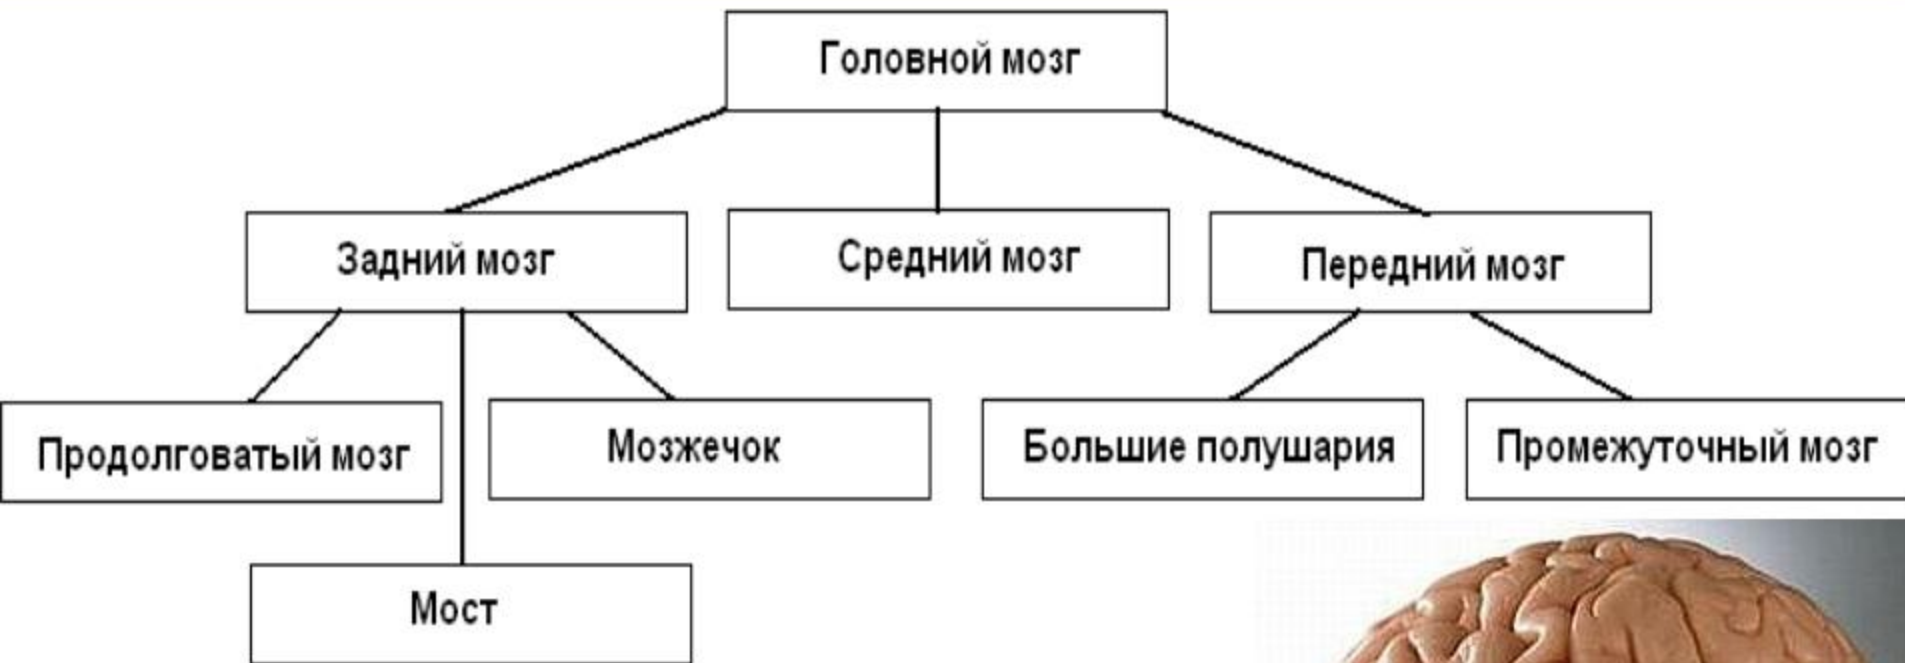 Головной мозг
Задний мозг
Средний мозг
Передний мозг
Продолговатый мозг
Мозжечок
Большие полушария
Промежуточный мозг
Мост